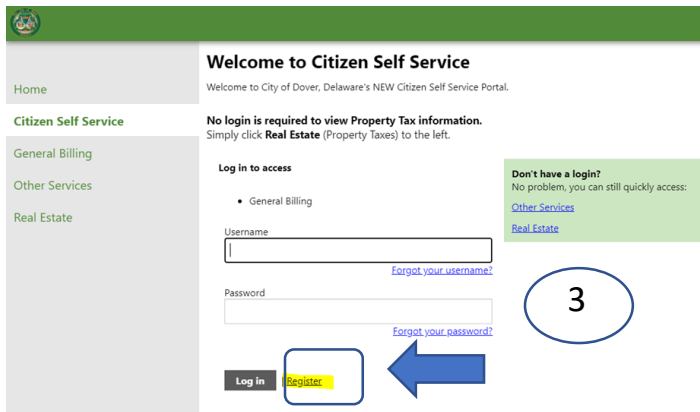 Welcome to Citizen Self Service
Welcome to City of Dover, Delaware's NEW Citizen Self Service Portal.
Home
Citizen Self Service
General Billing
Other Services
Real Estate
No login is required to view Property Tax information.
Simply click Real Estate (Property Taxes) to the left.
Log in to access
• General Billing
Username
Forgot your username?
Password
Forgot your password?
Log in | Register
Don't have a login?
No problem, you can still quickly access:
Other Services
Real Estate
3